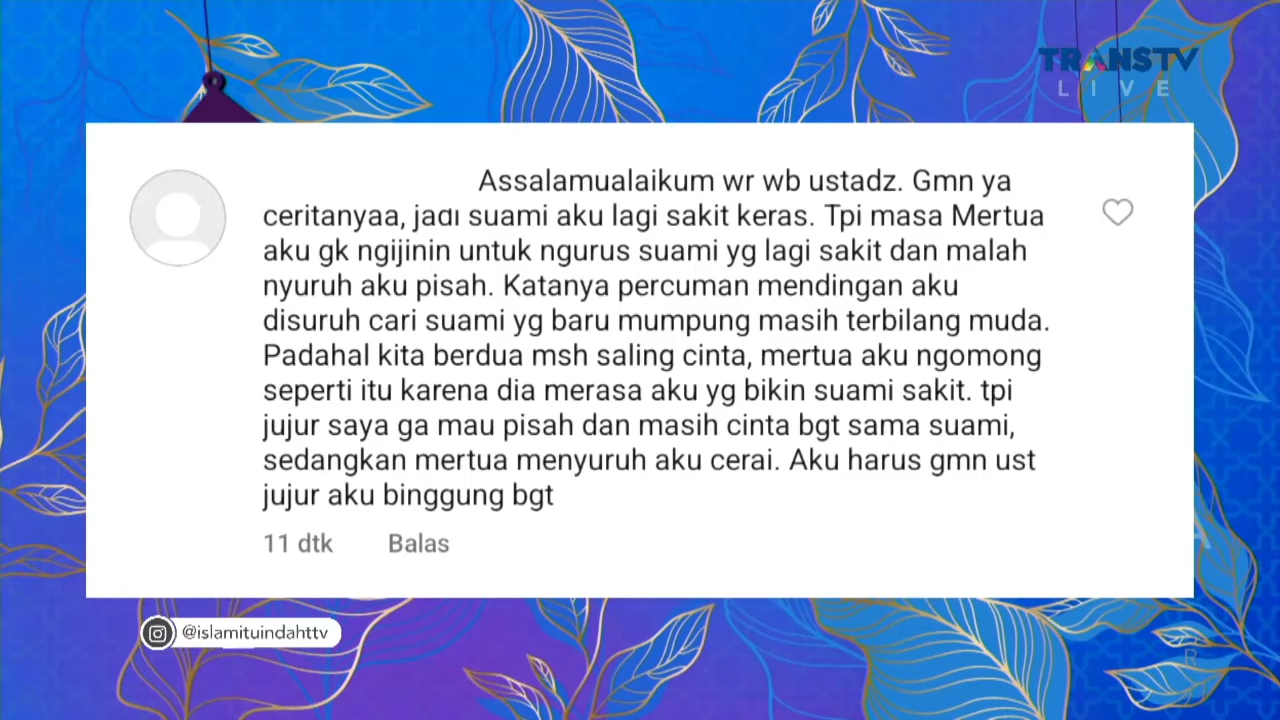 TRANSTV
LIVE
Assalamualaikum wr wb ustadz. Gmn ya
ceritanyaa, jadi suami aku lagi sakit keras. Tpi masa Mertua
aku gk ngijinin untuk ngurus suami yg lagi sakit dan malah
nyuruh aku pisah. Katanya percuman mendingan aku
disuruh cari suami yg baru mumpung masih terbilang muda.
Padahal kita berdua msh saling cinta, mertua aku ngomong
seperti itu karena dia merasa aku yg bikin suami sakit. tpi
jujur saya ga mau pisah dan masih cinta bgt sama suami,
sedangkan mertua menyuruh aku cerai. Aku harus gmn ust
jujur aku binggung bgt
11 dtk Balas
@islamituindahttv